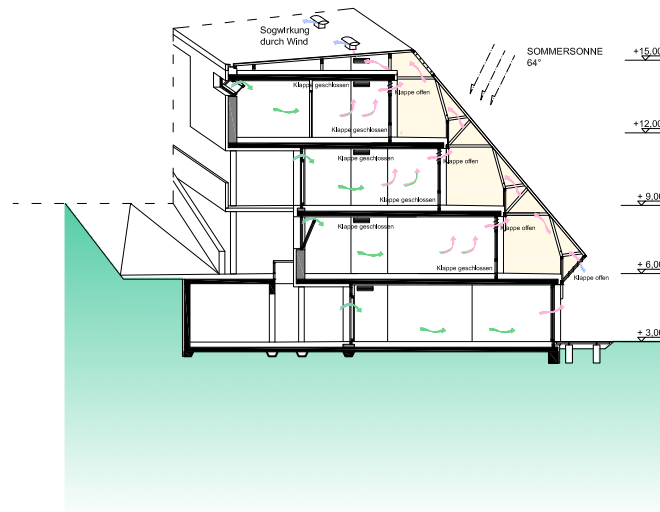 Sogwirkung
durch Wind
SOMMERSONNE
64°
+15,00
Klappe geschlossen
Klappe offen
Klappe geschlossen
+12,00
Klappe geschlossen
Klappe offen
Klappe geschlossen
+ 9,00
Klappe geschlossen
Klappe offen
Klappe geschlossen
+ 6,00
Klappe offen
+ 3,00